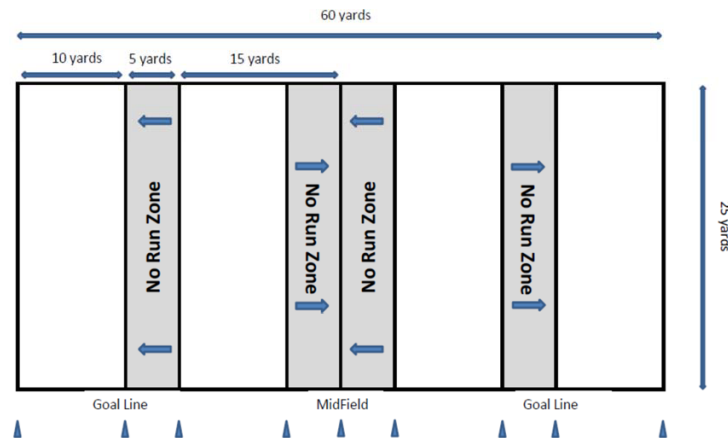 60 yards
10 yards
5 yards
15 yards
No Run Zone
No Run Zone
No Run Zone
No Run Zone
25 yards
Goal Line
MidField
Goal Line